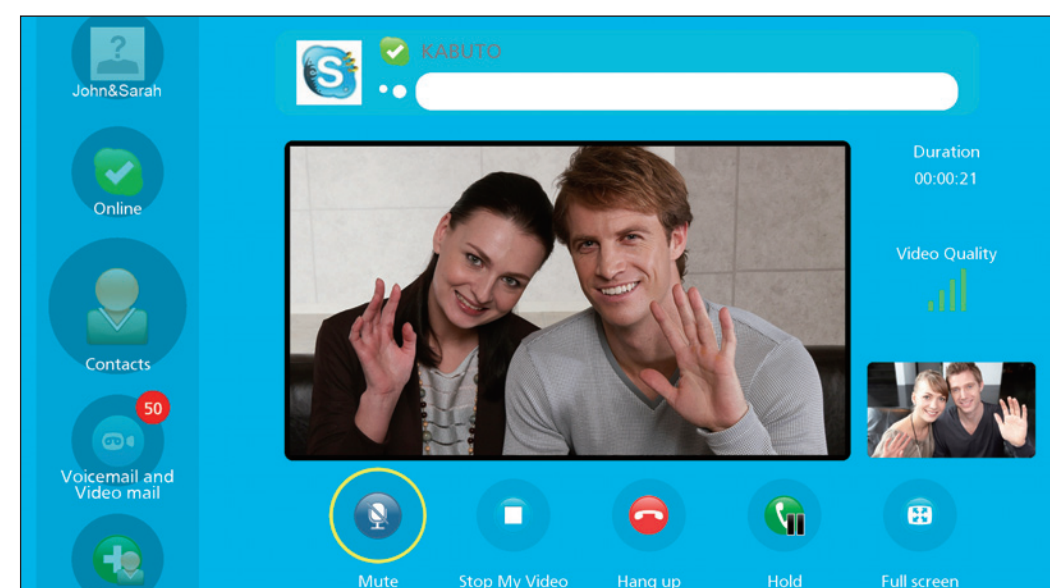 ?
John&Sarah
Online
Contacts
50
Voicemail and
Video mail
S
KABUTO
Duration
00:00:21
Video Quality
Mute
Stop My Video
Hang up
Hold
Full screen